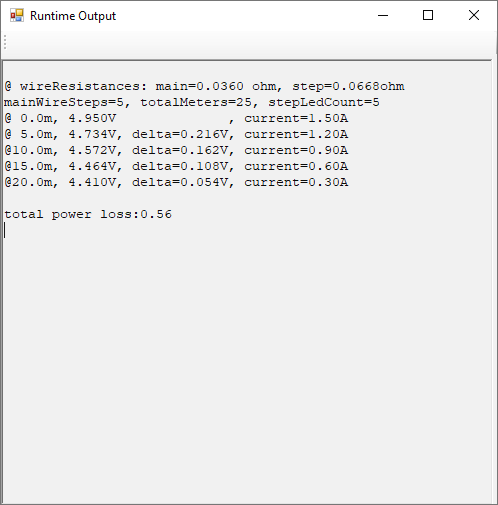 Runtime Output
@ wireResistances: main=0.0360 ohm, step=0.0668ohm
mainWireSteps=5, totalMeters=25, stepLedCount=5
@ 0.0m, 4.950V              , current=1.50A
@ 5.0m, 4.734V, delta=0.216V, current=1.20A
@10.0m, 4.572V, delta=0.162V, current=0.90A
@15.0m, 4.464V, delta=0.108V, current=0.60A
@20.0m, 4.410V, delta=0.054V, current=0.30A
total power loss:0.56